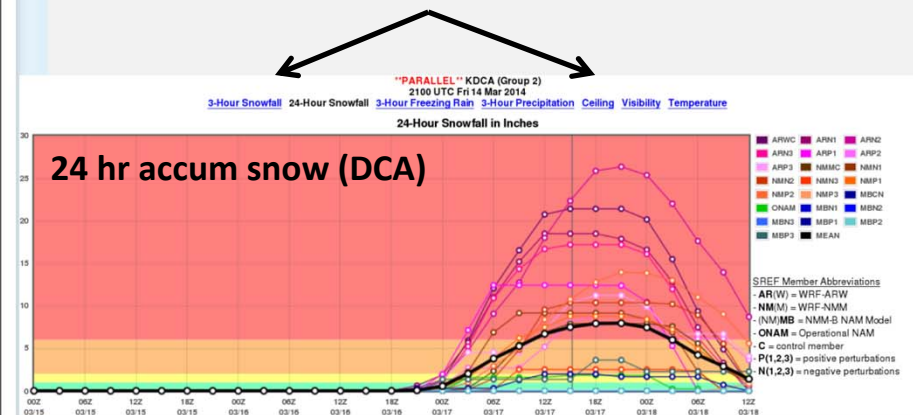 **PARALLEL** KDCA (Group 2)
2100 UTC Fri 14 Mar 2014
3-Hour Snowfall 24-Hour Snowfall 3-Hour Freezing Rain 3-Hour Precipitation Ceiling Visibility Temperature
24-Hour Snowfall in Inches
24 hr accum snow (DCA)
30
25
20
15
10
5
0
00Z 06Z 12Z 18Z 00Z 06Z 12Z 18Z 00Z 06Z 12Z 18Z 00Z 06Z 12Z
03/15 03/15 03/15 03/15 03/16 03/16 03/16 03/16 03/17 03/17 03/17 03/17 03/18 03/18 03/18
ARWC ARN1 ARN2
ARN3 ARP1 ARP2
ARP3 NMMC NMN1
NMN2 NMN3 NMP1
NMP2 NMP3 MBCN
ONAM MBN1 MBN2
MBN3 MBP1 MBP2
MBP3 MEAN
SREF Member Abbreviations
- AR(W) = WRF-ARW
- NM(M) = WRF-NMM
- (NM)MB = NMM-B NAM Model
- ONAM = Operational NAM
- C = control member
- P(1,2,3) = positive perturbations
- N(1,2,3) = negative perturbations